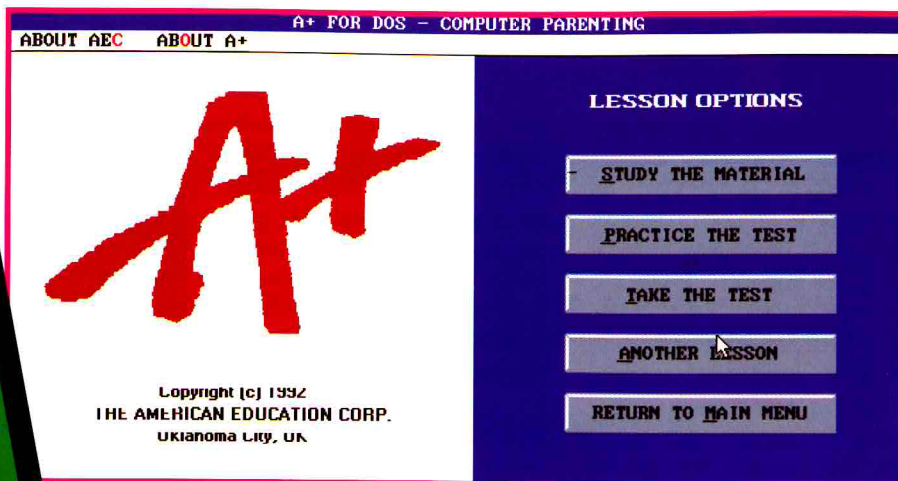 A+ FOR DOS – COMPUTER PARENTING
ABOUT AEC ABOUT A+
A+
Copyright (c) 1992
THE AMERICAN EDUCATION CORP.
Oklahoma City, OK
LESSON OPTIONS
STUDY THE MATERIAL
PRACTICE THE TEST
TAKE THE TEST
ANOTHER LESSON
RETURN TO MAIN MENU